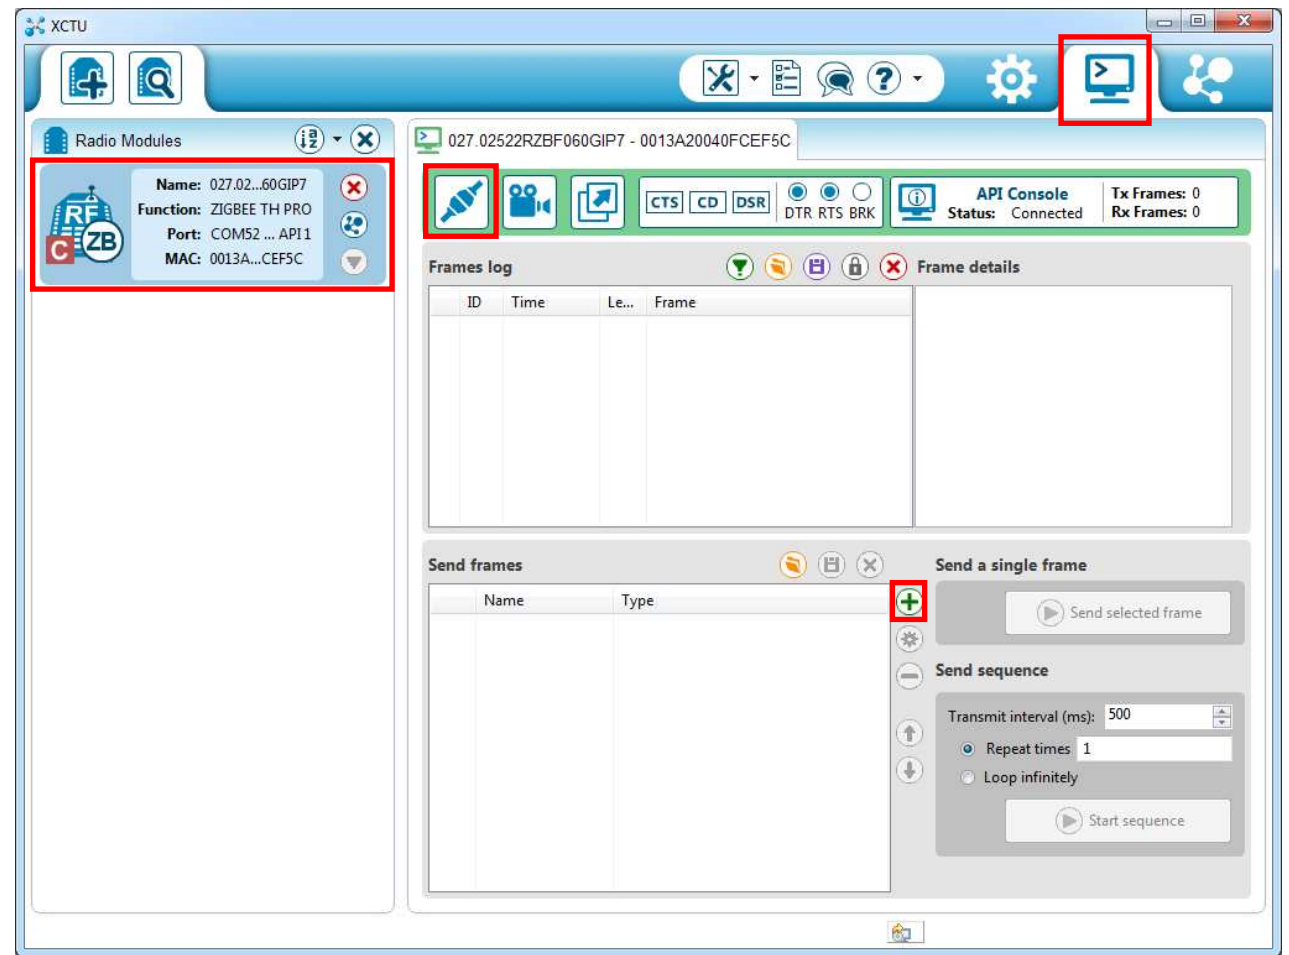 XCTU
Radio Modules
Name: 027.02...60GIP7
Function: ZIGBEE TH PRO
Port: COM52 ... API 1
MAC: 0013A...CEF5C
RF
C ZB
027.02522RZBF060GIP7 - 0013A20040FCEF5C
CTS CD DSR DTR RTS BRK
API Console
Status: Connected
Tx Frames: 0
Rx Frames: 0
Frames log
Frame details
ID Time Le... Frame
Send frames
Name Type
Send a single frame
Send selected frame
Send sequence
Transmit interval (ms): 500
Repeat times 1
Loop infinitely
Start sequence